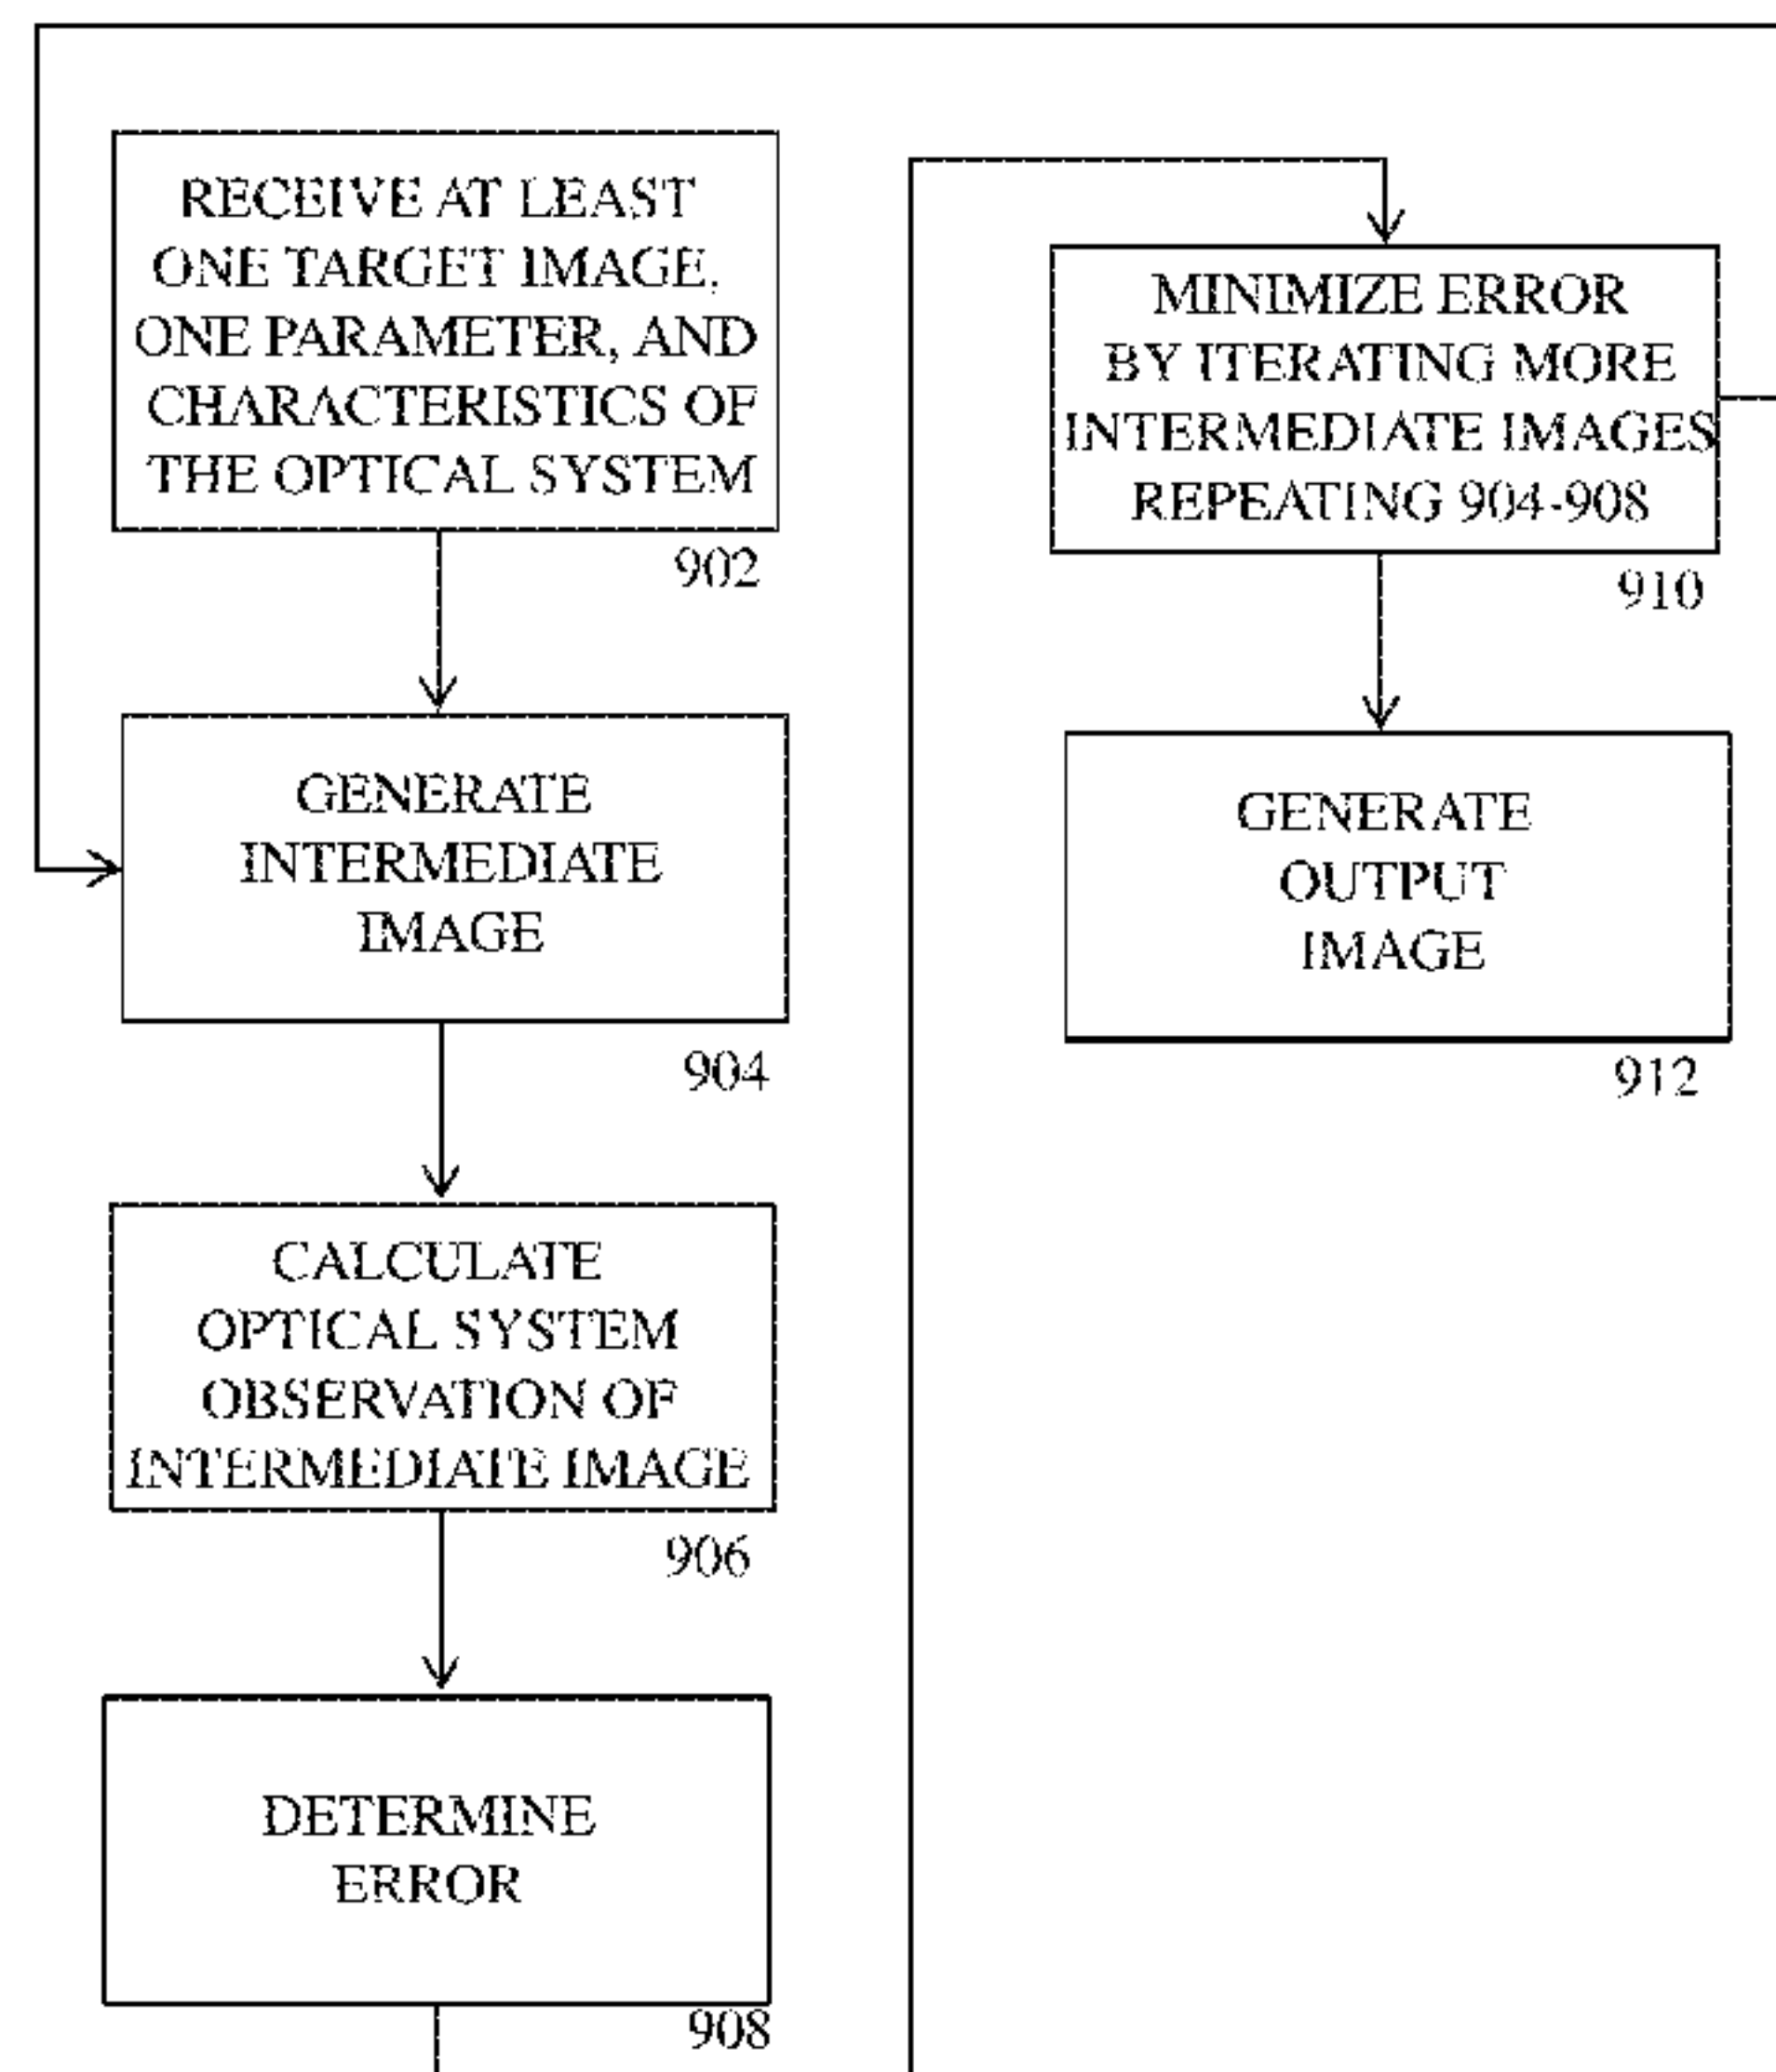 RECEIVE AT LEAST
ONE TARGET IMAGE,
ONE PARAMETER, AND
CHARACTERISTICS OF
THE OPTICAL SYSTEM
902
GENERATE
INTERMEDIATE
IMAGE
904
CALCULATE
OPTICAL SYSTEM
OBSERVATION OF
INTERMEDIATE IMAGE
906
DETERMINE
ERROR
908
MINIMIZE ERROR
BY ITERATING MORE
INTERMEDIATE IMAGES
REPEATING 904-908
910
GENERATE
OUTPUT
IMAGE
912